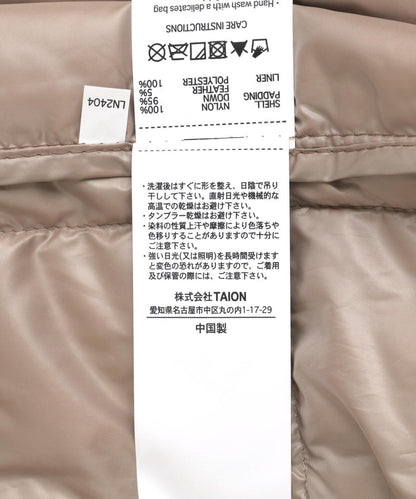 SHELL NYLON 100%
PADDING DOWN 95%
FEATHER 5%
LINER POLYESTER 100%
CARE INSTRUCTIONS
・Hand wash with a delicates bag
LN2404
・洗濯後はすぐに形を整え、日陰で吊り
干しして下さい。直射日光や機械的な
高温での乾燥はお避け下さい。
・タンブラー乾燥はお避け下さい。
・染料の性質上汗や摩擦により色落ちや
色移りすることがありますので十分に
ご注意下さい。
・強い日光(又は照明)を長時間受けます
と変色の恐れがありますので、ご着用
及び保管の際には、ご注意下さい。
株式会社TAION
愛知県名古屋市中区丸の内1-17-29
中国製